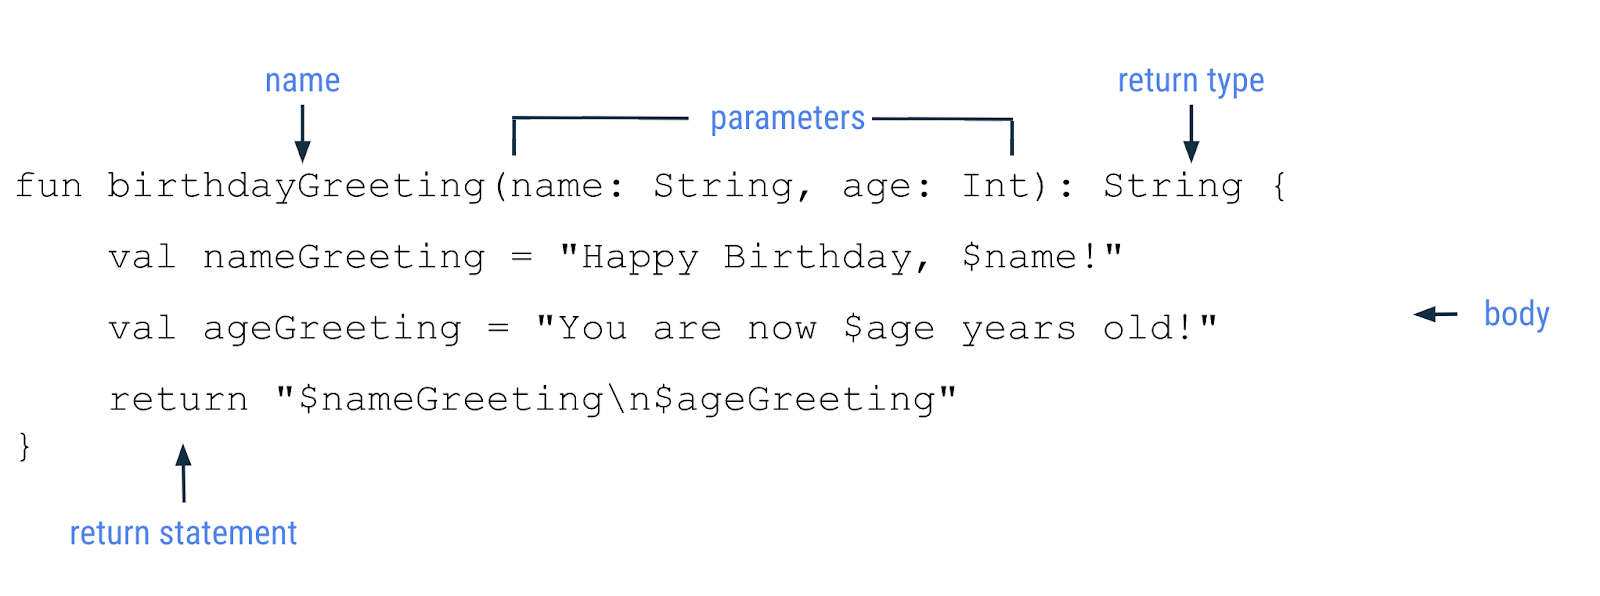 name
return type
parameters
fun birthdayGreeting(name: String, age: Int): String {
val nameGreeting = "Happy Birthday, $name!"
val ageGreeting = "You are now $age years old!"
body
return "$nameGreeting\n$ageGreeting"
}
return statement